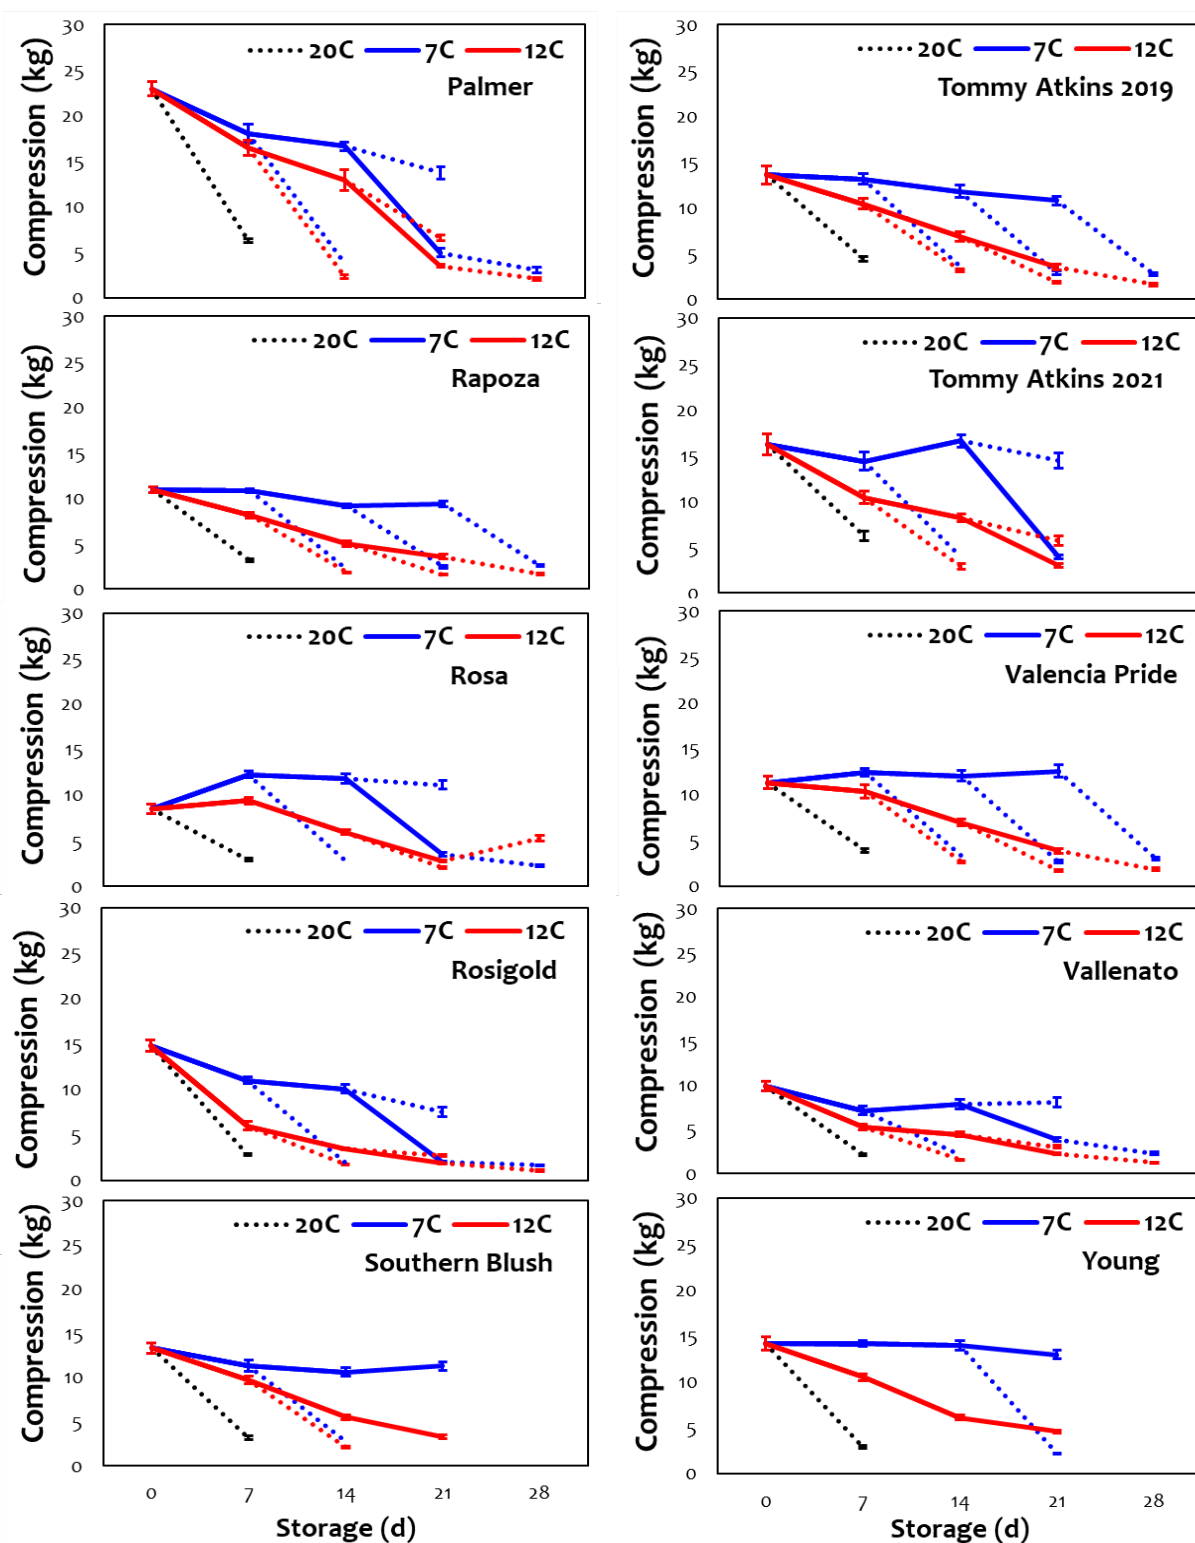 30
25
20
15
10
5
0
Compression (kg)
20C 7C 12C
Palmer
30
25
20
15
10
5
0
Compression (kg)
20C 7C 12C
Tommy Atkins 2019
30
25
20
15
10
5
0
Compression (kg)
20C 7C 12C
Rapoza
30
25
20
15
10
5
0
Compression (kg)
20C 7C 12C
Tommy Atkins 2021
30
25
20
15
10
5
0
Compression (kg)
20C 7C 12C
Rosa
30
25
20
15
10
5
0
Compression (kg)
20C 7C 12C
Valencia Pride
30
25
20
15
10
5
0
Compression (kg)
20C 7C 12C
Rosigold
30
25
20
15
10
5
0
Compression (kg)
20C 7C 12C
Vallenato
30
25
20
15
10
5
0
Compression (kg)
20C 7C 12C
Southern Blush
0 7 14 21 28
Storage (d)
30
25
20
15
10
5
0
Compression (kg)
20C 7C 12C
Young
0 7 14 21 28
Storage (d)